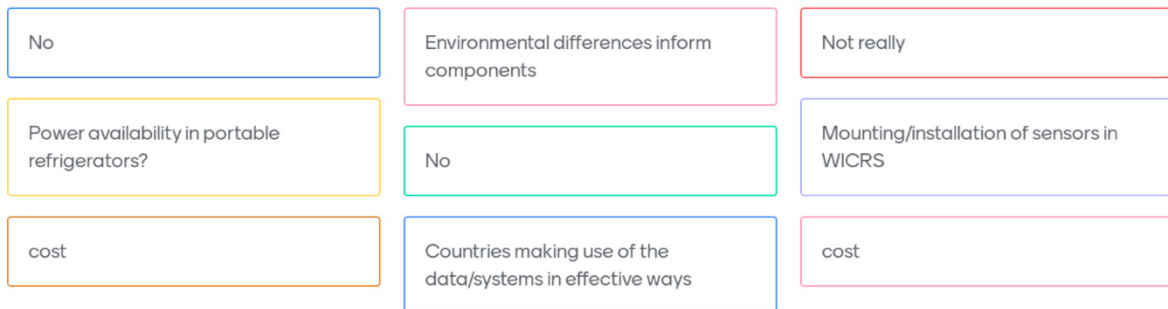 No
Environmental differences inform
components
Not really
Power availability in portable
refrigerators?
No
Mounting/installation of sensors in
WICRS
cost
Countries making use of the
data/systems in effective ways
cost